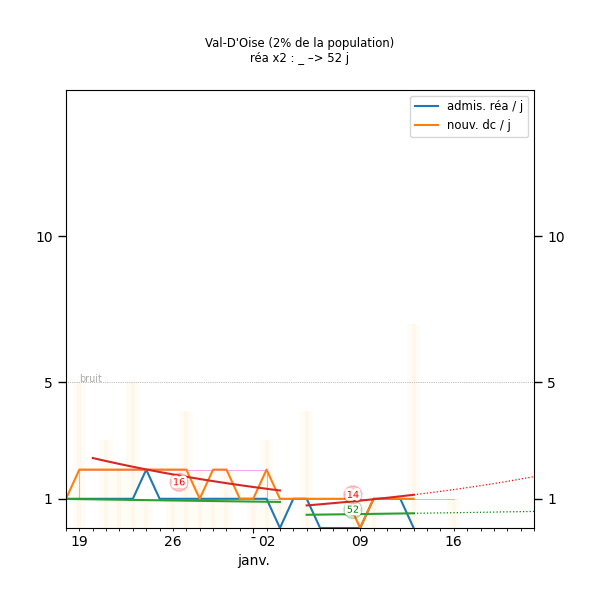 Val-D'Oise (2% de la population)
réa x2 : _ –> 52 j
admis. réa / j
nouv. dc / j
10 10
bruit
5 5
16
14
52
1 1
19 26 02 09 16
janv.